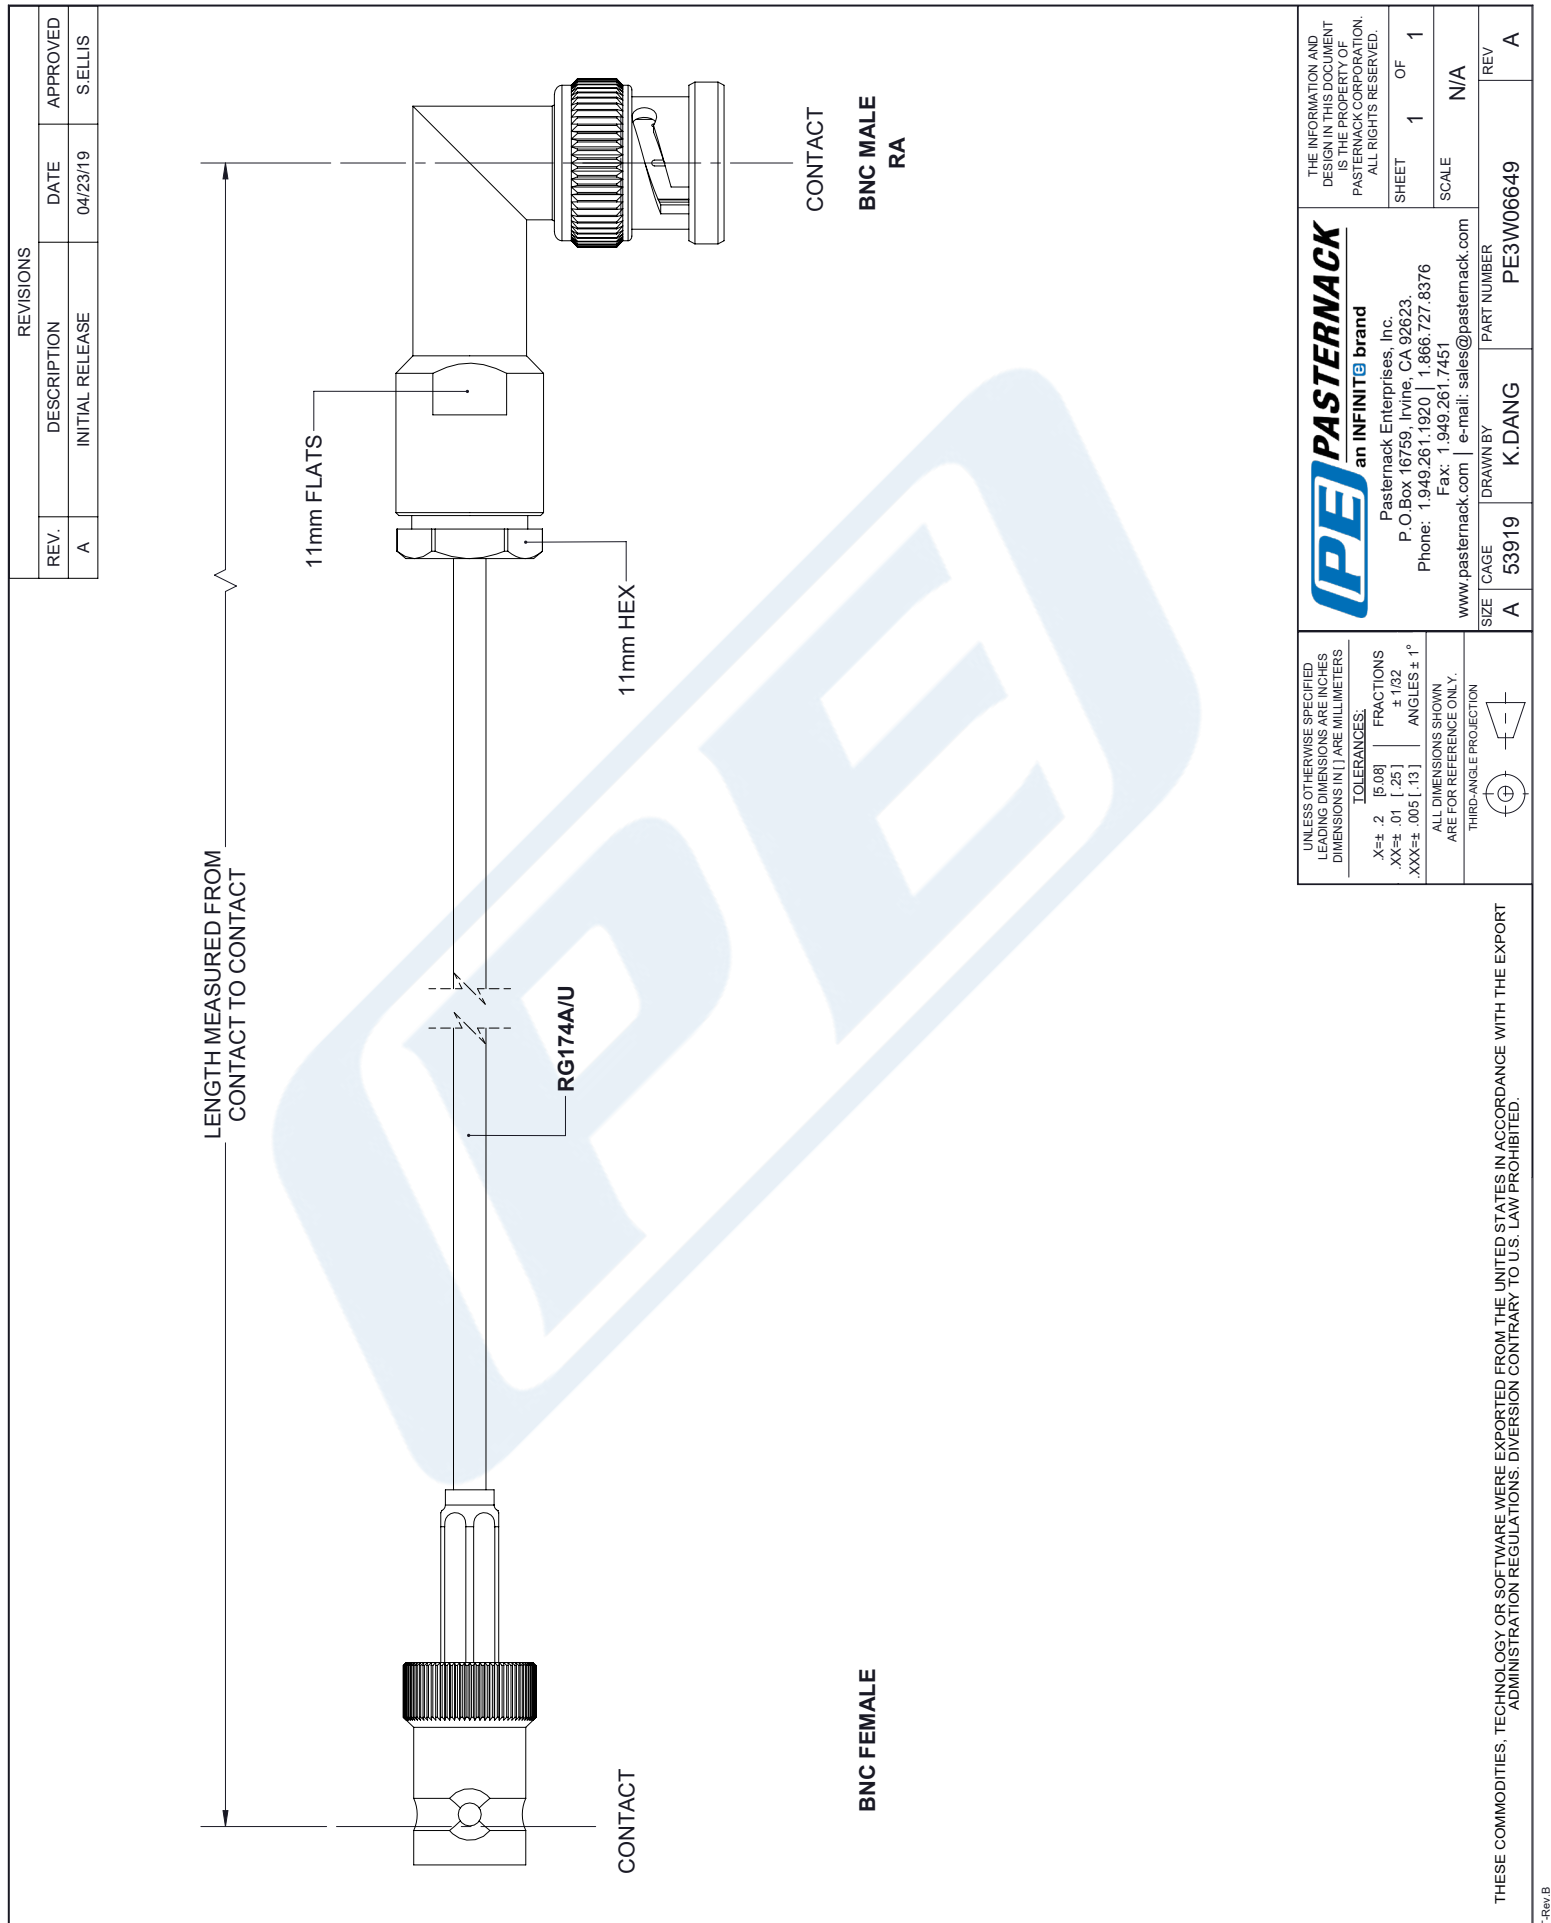 REVISIONS
REV. DESCRIPTION DATE APPROVED
A INITIAL RELEASE 04/23/19 S.ELLIS
LENGTH MEASURED FROM
CONTACT TO CONTACT
11mm FLATS
11mm HEX
RG174A/U
CONTACT
BNC FEMALE
CONTACT
BNC MALE
RA
UNLESS OTHERWISE SPECIFIED
LEADING DIMENSIONS ARE INCHES
DIMENSIONS IN [ ] ARE MILLIMETERS
TOLERANCES:
.X=± .2 [5.08] FRACTIONS
.XX=± .01 [ .25 ] ± 1/32
.XXX=± .005 [ .13 ] ANGLES ± 1°
ALL DIMENSIONS SHOWN
ARE FOR REFERENCE ONLY.
THIRD-ANGLE PROJECTION
PE PASTERNACK
an INFINITe brand
Pasternack Enterprises, Inc.
P.O.Box 16759, Irvine, CA 92623.
Phone: 1.949.261.1920 | 1.866.727.8376
Fax: 1.949.261.7451
www.pasternack.com | e-mail: sales@pasternack.com
THE INFORMATION AND
DESIGN IN THIS DOCUMENT
IS THE PROPERTY OF
PASTERNACK CORPORATION.
ALL RIGHTS RESERVED.
SHEET 1 OF 1
SCALE N/A
SIZE A
CAGE 53919
DRAWN BY K.DANG
PART NUMBER PE3W06649
REV A
THESE COMMODITIES, TECHNOLOGY OR SOFTWARE WERE EXPORTED FROM THE UNITED STATES IN ACCORDANCE WITH THE EXPORT
ADMINISTRATION REGULATIONS. DIVERSION CONTRARY TO U.S. LAW PROHIBITED.
-Rev.B
PE